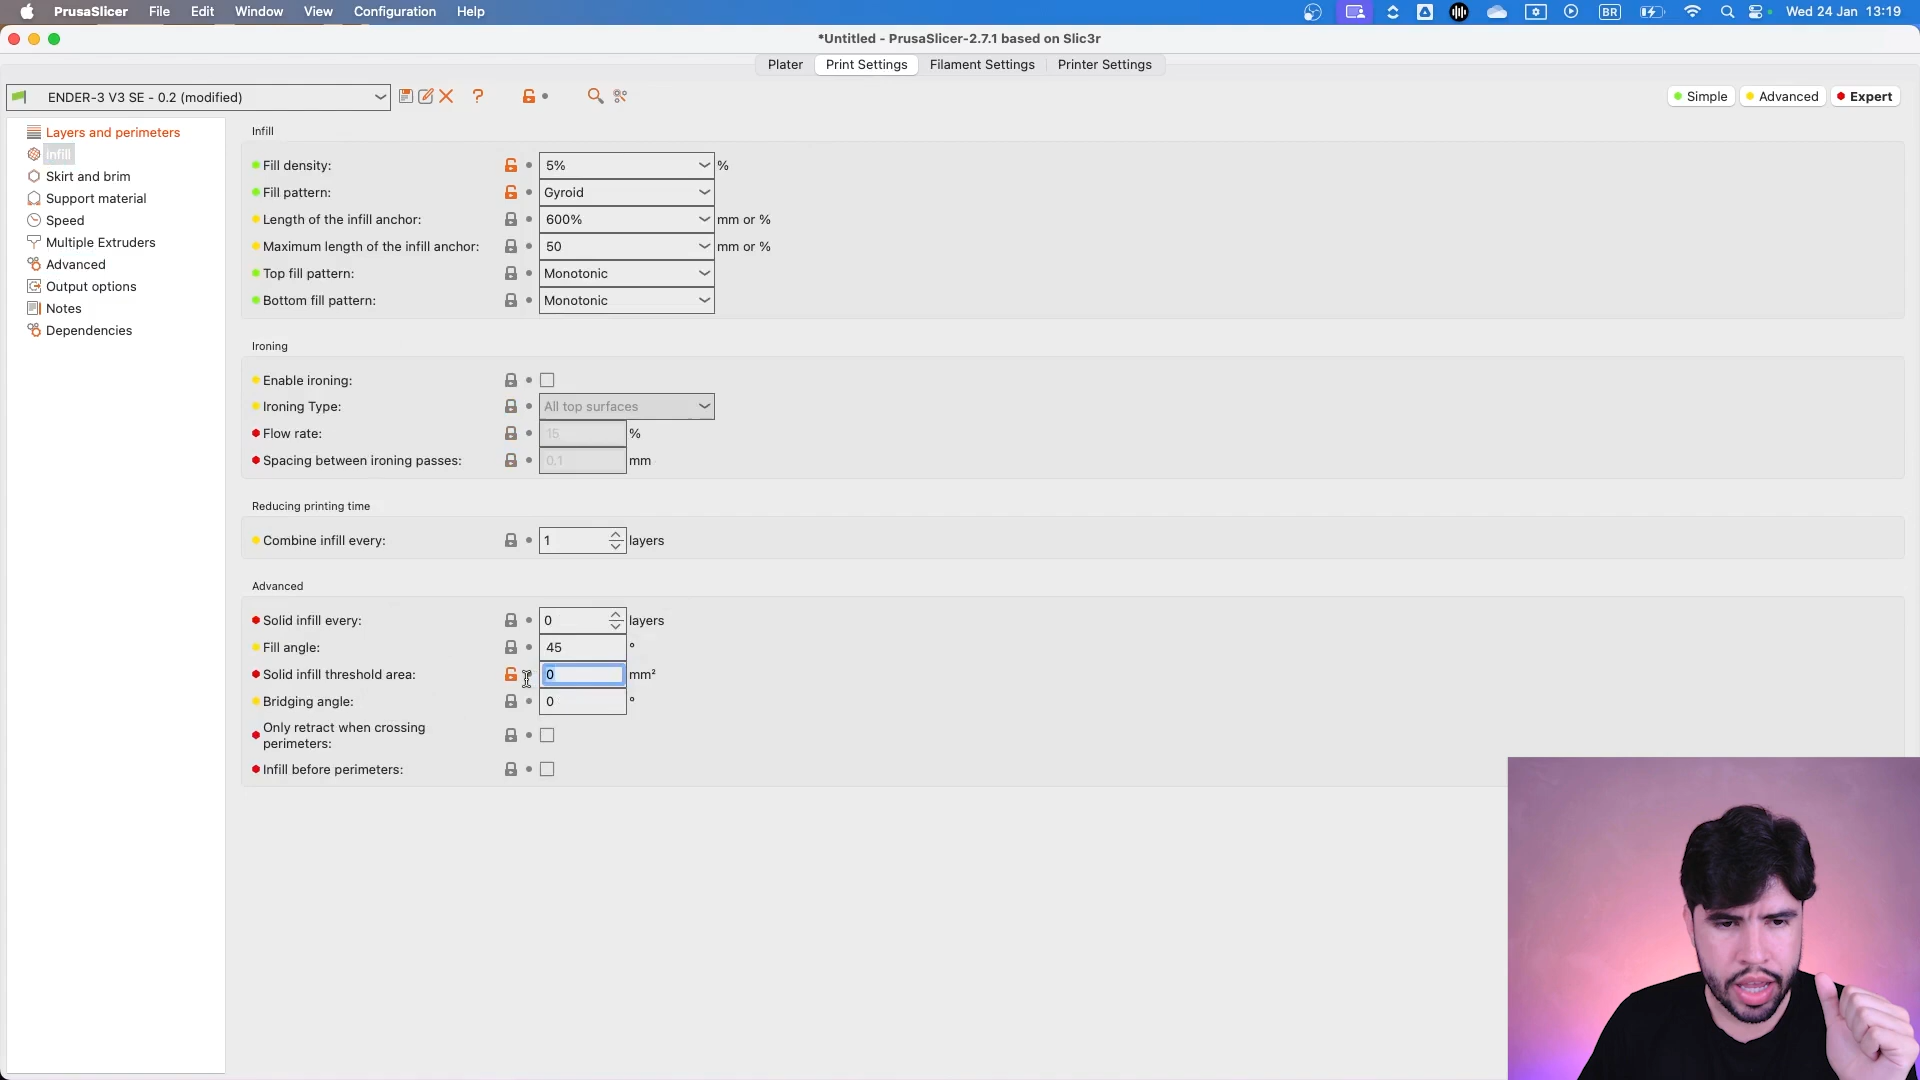 PrusaSlicer File Edit Window View Configuration Help BR Wed 24 Jan 13:19
*Untitled - PrusaSlicer-2.7.1 based on Slic3r
Plater Print Settings Filament Settings Printer Settings
ENDER-3 V3 SE - 0.2 (modified) ? Simple Advanced Expert
Layers and perimeters
Infill
Skirt and brim
Support material
Speed
Multiple Extruders
Advanced
Output options
Notes
Dependencies
Infill
Fill density: 5% %
Fill pattern: Gyroid
Length of the infill anchor: 600% mm or %
Maximum length of the infill anchor: 50 mm or %
Top fill pattern: Monotonic
Bottom fill pattern: Monotonic
Ironing
Enable ironing:
Ironing Type: All top surfaces
Flow rate: 15 %
Spacing between ironing passes: 0.1 mm
Reducing printing time
Combine infill every: 1 layers
Advanced
Solid infill every: 0 layers
Fill angle: 45 °
Solid infill threshold area: 0 mm²
Bridging angle: 0 °
Only retract when crossing
perimeters:
Infill before perimeters: